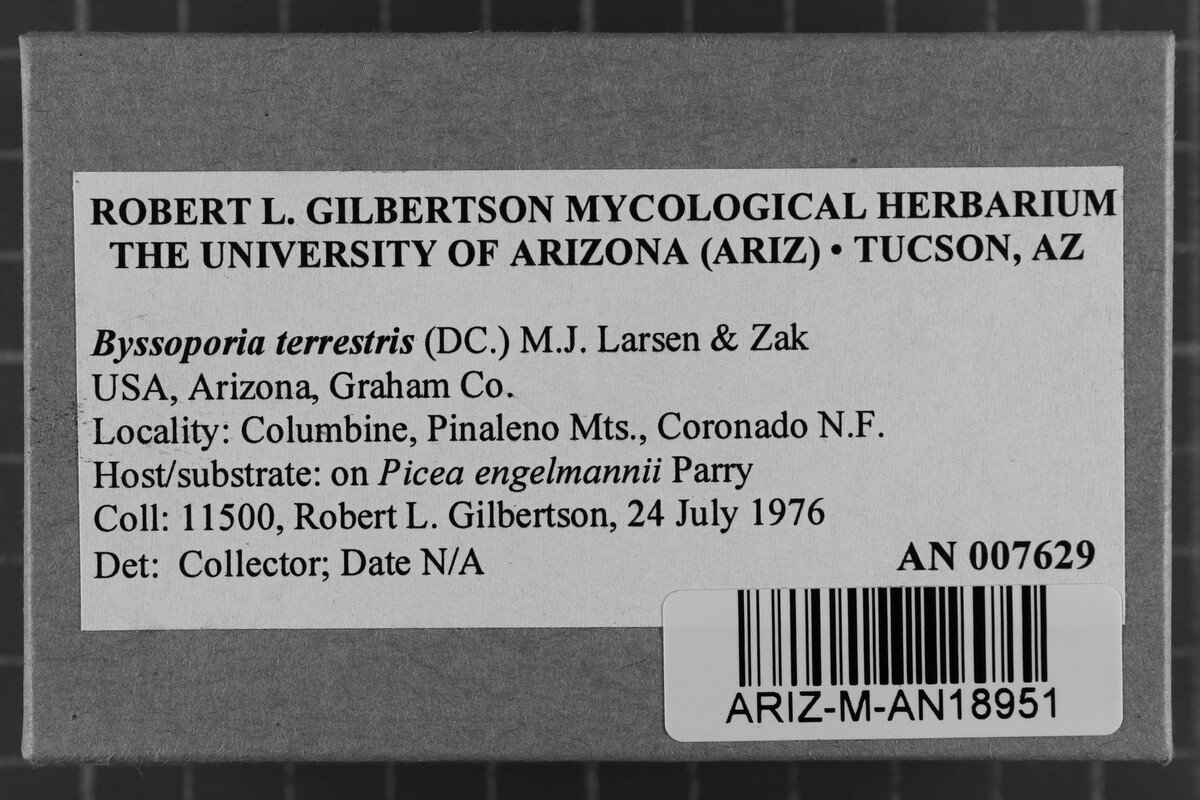 ROBERT L. GILBERTSON MYCOLOGICAL HERBARIUM
THE UNIVERSITY OF ARIZONA (ARIZ) • TUCSON, AZ
Byssoporia terrestris (DC.) M.J. Larsen & Zak
USA, Arizona, Graham Co.
Locality: Columbine, Pinaleno Mts., Coronado N.F.
Host/substrate: on Picea engelmannii Parry
Coll: 11500, Robert L. Gilbertson, 24 July 1976
Det: Collector; Date N/A
AN 007629
ARIZ-M-AN18951